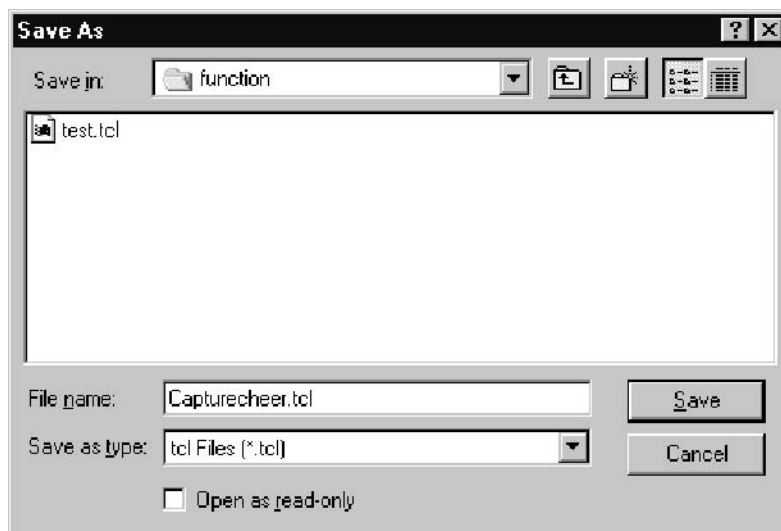 Save As
Save in: function
test.tcl
File name: Capturecheer.tcl
Save
Save as type: tcl Files (*.tcl)
Cancel
Open as read-only